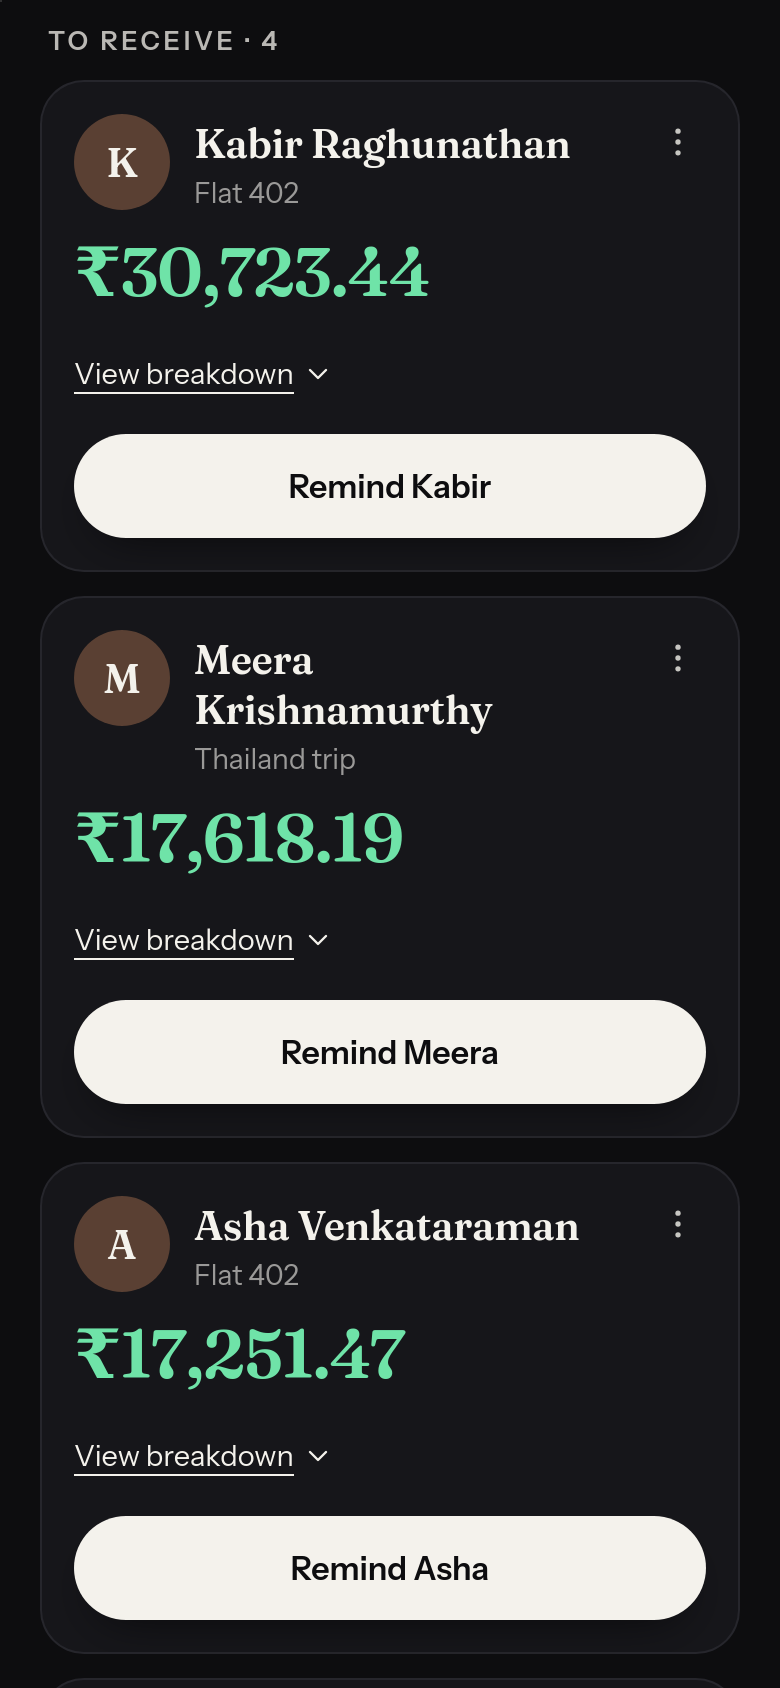 TO RECEIVE · 4
K
Kabir Raghunathan
Flat 402
₹30,723.44
View breakdown
Remind Kabir
M
Meera
Krishnamurthy
Thailand trip
₹17,618.19
View breakdown
Remind Meera
A
Asha Venkataraman
Flat 402
₹17,251.47
View breakdown
Remind Asha